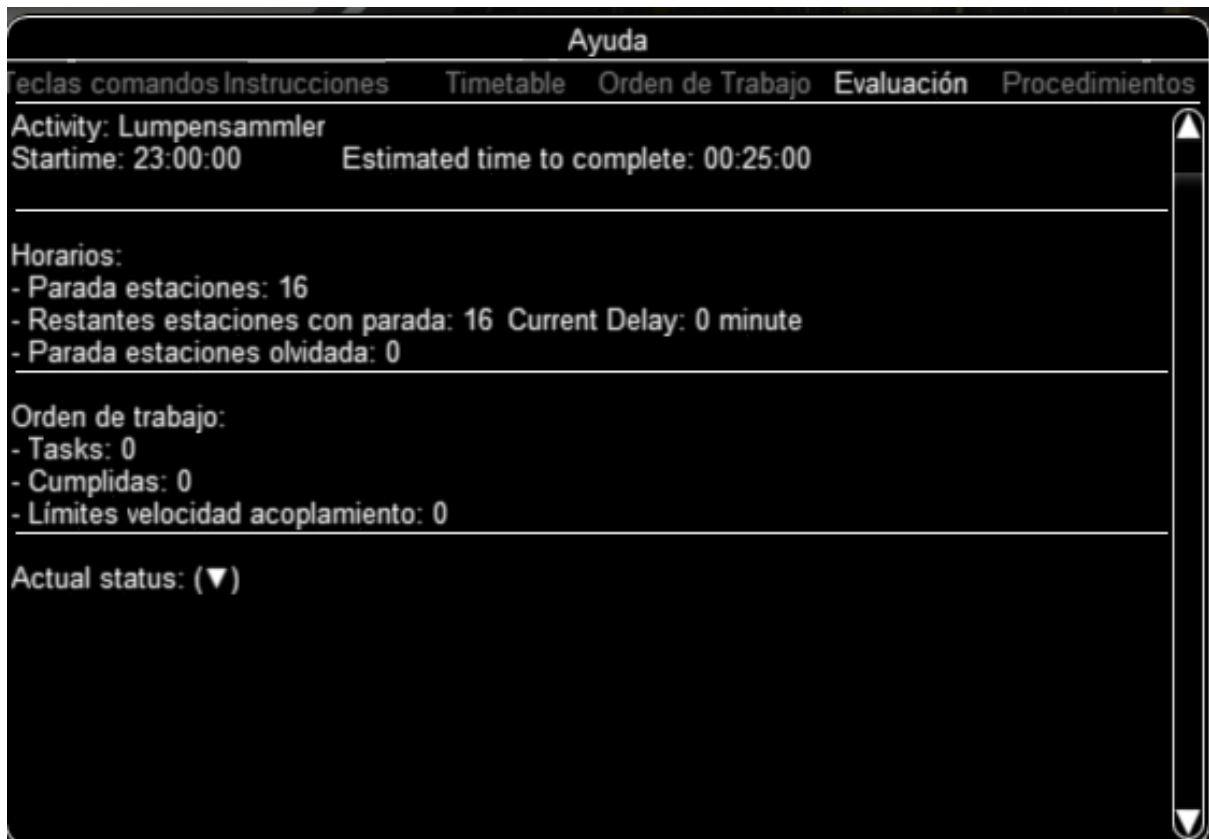 Ayuda
Teclas comandos Instrucciones Timetable Orden de Trabajo Evaluación Procedimientos
Activity: Lumpensammler
Startime: 23:00:00 Estimated time to complete: 00:25:00
Horarios:
- Parada estaciones: 16
- Restantes estaciones con parada: 16 Current Delay: 0 minute
- Parada estaciones olvidada: 0
Orden de trabajo:
- Tasks: 0
- Cumplidas: 0
- Límites velocidad acoplamiento: 0
Actual status: (▼)